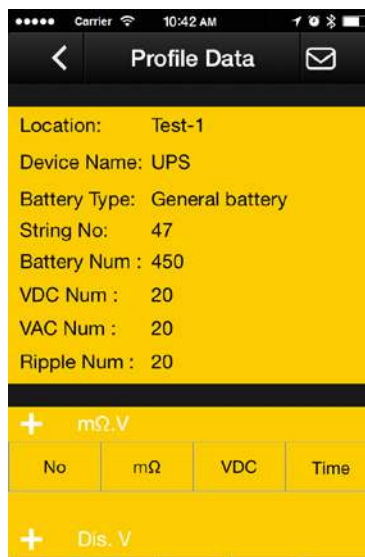 Carrier 10:42 AM
Profile Data
Location: Test-1
Device Name: UPS
Battery Type: General battery
String No: 47
Battery Num : 450
VDC Num : 20
VAC Num : 20
Ripple Num : 20
+ mΩ.V
No mΩ VDC Time
+ Dis. V